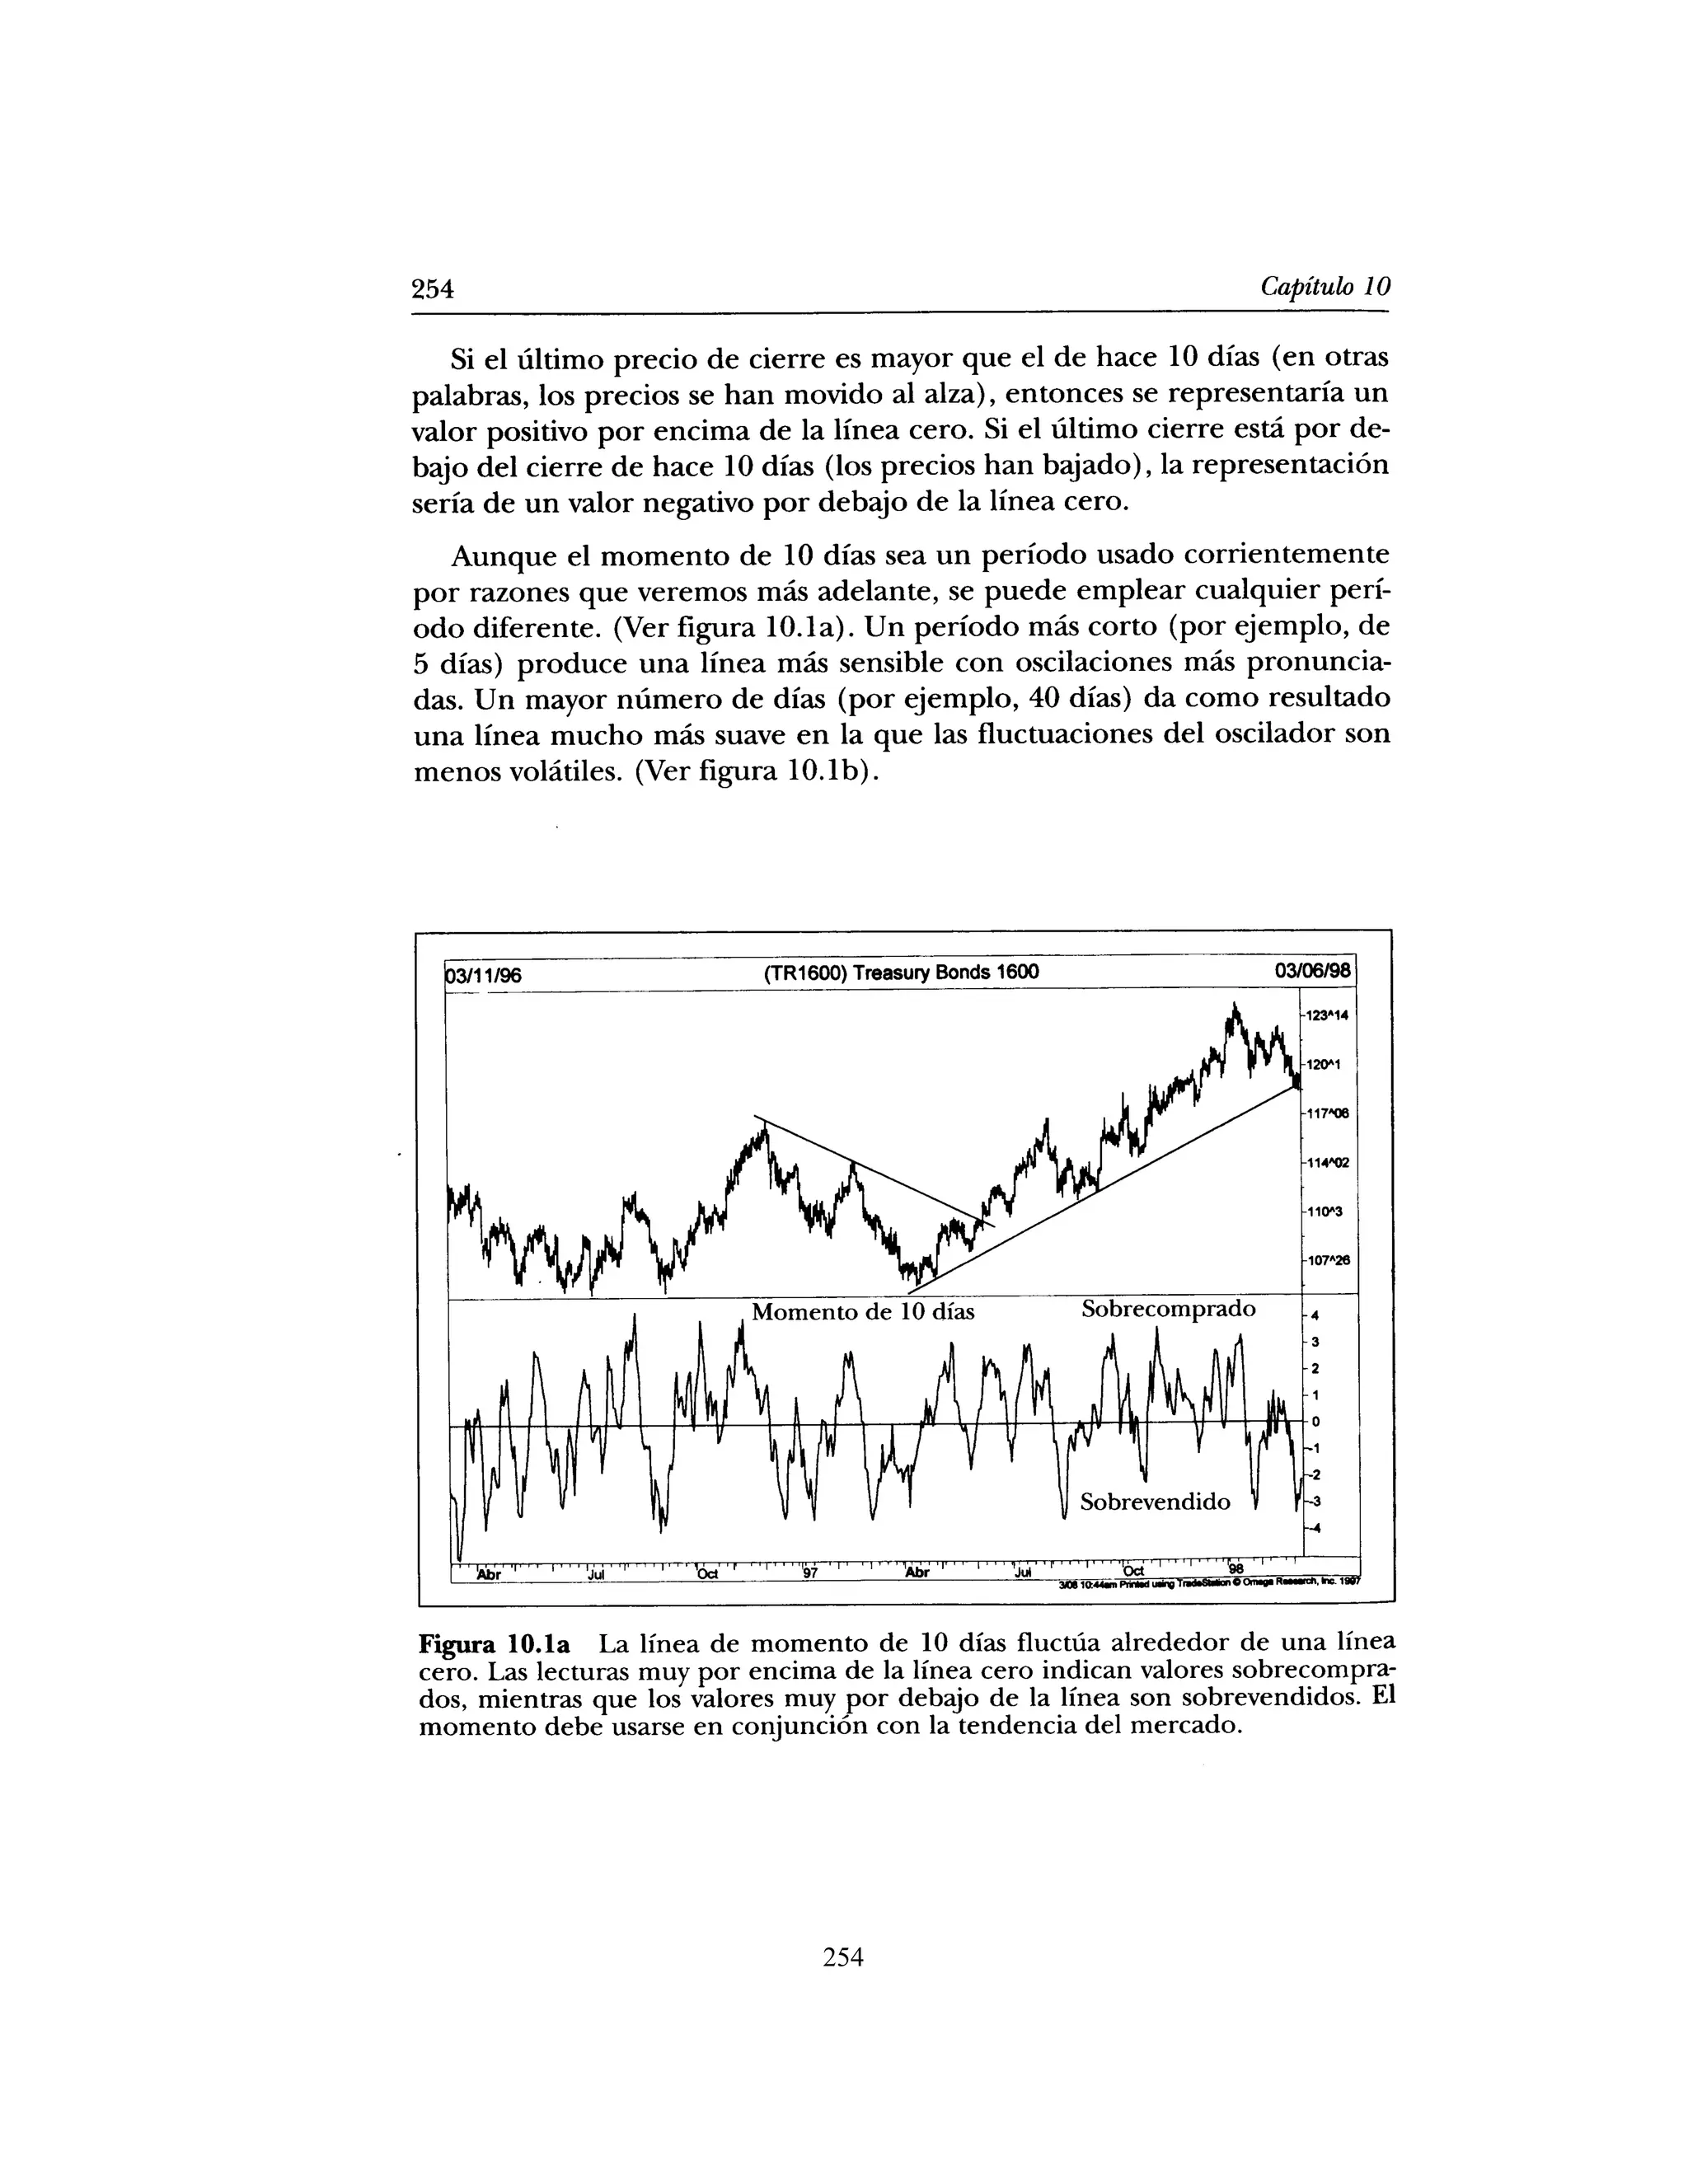 254 Capítulo 10
Si el último precio de cierre es mayor que el de hace 10 días (en otras
palabras, los precios se han movido al alza), entonces se representaría un
valor positivo por encima de la línea cero. Si el último cierre está por de-
bajo del cierre de hace 10 días (los precios han bajado), la representación
sería de un valor negativo por debajo de la línea cero.
Aunque el momento de 10 días sea un período usado corrientemente
por razones que veremos más adelante, se puede emplear cualquier perí-
odo diferente. (Ver figura 10.1a). Un período más corto (por ejemplo, de
5 días) produce una línea más sensible con oscilaciones más pronuncia-
das. Un mayor número de días (por ejemplo, 40 días) da como resultado
una línea mucho más suave en la que las fluctuaciones del oscilador son
menos volátiles. (Ver figura 10.1b).
03/11/96 (TR1600) Treasury Bonds 1600 03/06/98
123^14
120^1
117^06
114^02
110^3
107^26
Momento de 10 días Sobrecomprado
4
3
2
1
0
-1
-2
Sobrevendido
-3
-4
Abr Jul Oct 97 Abr Jul Oct 98
3/06 10:44am Printed using TradeStation © Omega Research, Inc. 1997
Figura 10.1a La línea de momento de 10 días fluctúa alrededor de una línea
cero. Las lecturas muy por encima de la línea cero indican valores sobrecompra-
dos, mientras que los valores muy por debajo de la línea son sobrevendidos. El
momento debe usarse en conjunción con la tendencia del mercado.
254